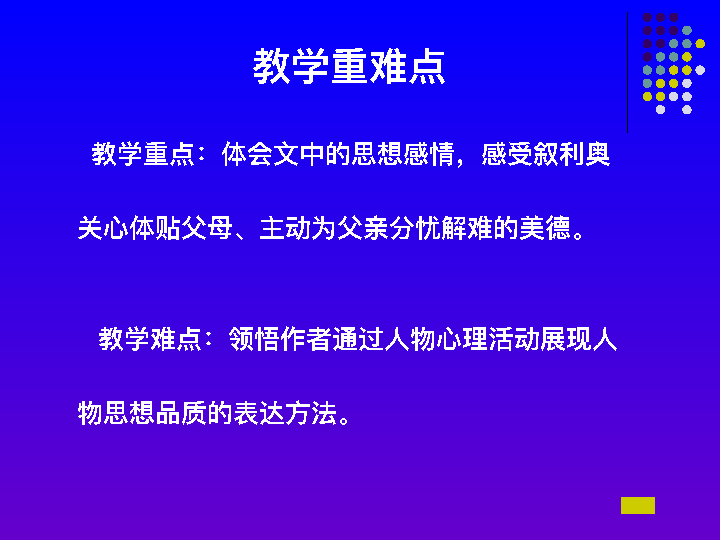 教学重难点
教学重点：体会文中的思想感情，感受叙利奥
关心体贴父母、主动为父亲分忧解难的美德。
教学难点：领悟作者通过人物心理活动展现人
物思想品质的表达方法。